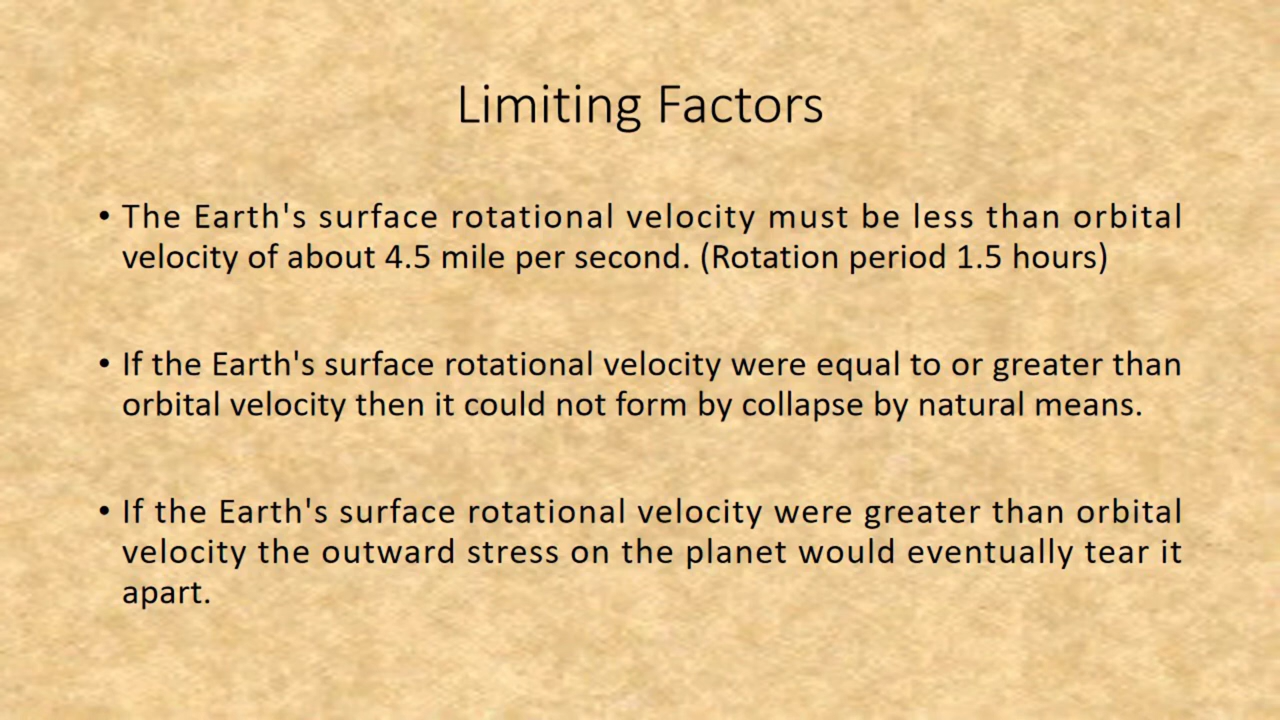 Limiting Factors
• The Earth's surface rotational velocity must be less than orbital
velocity of about 4.5 mile per second. (Rotation period 1.5 hours)
• If the Earth's surface rotational velocity were equal to or greater than
orbital velocity then it could not form by collapse by natural means.
• If the Earth's surface rotational velocity were greater than orbital
velocity the outward stress on the planet would eventually tear it
apart.